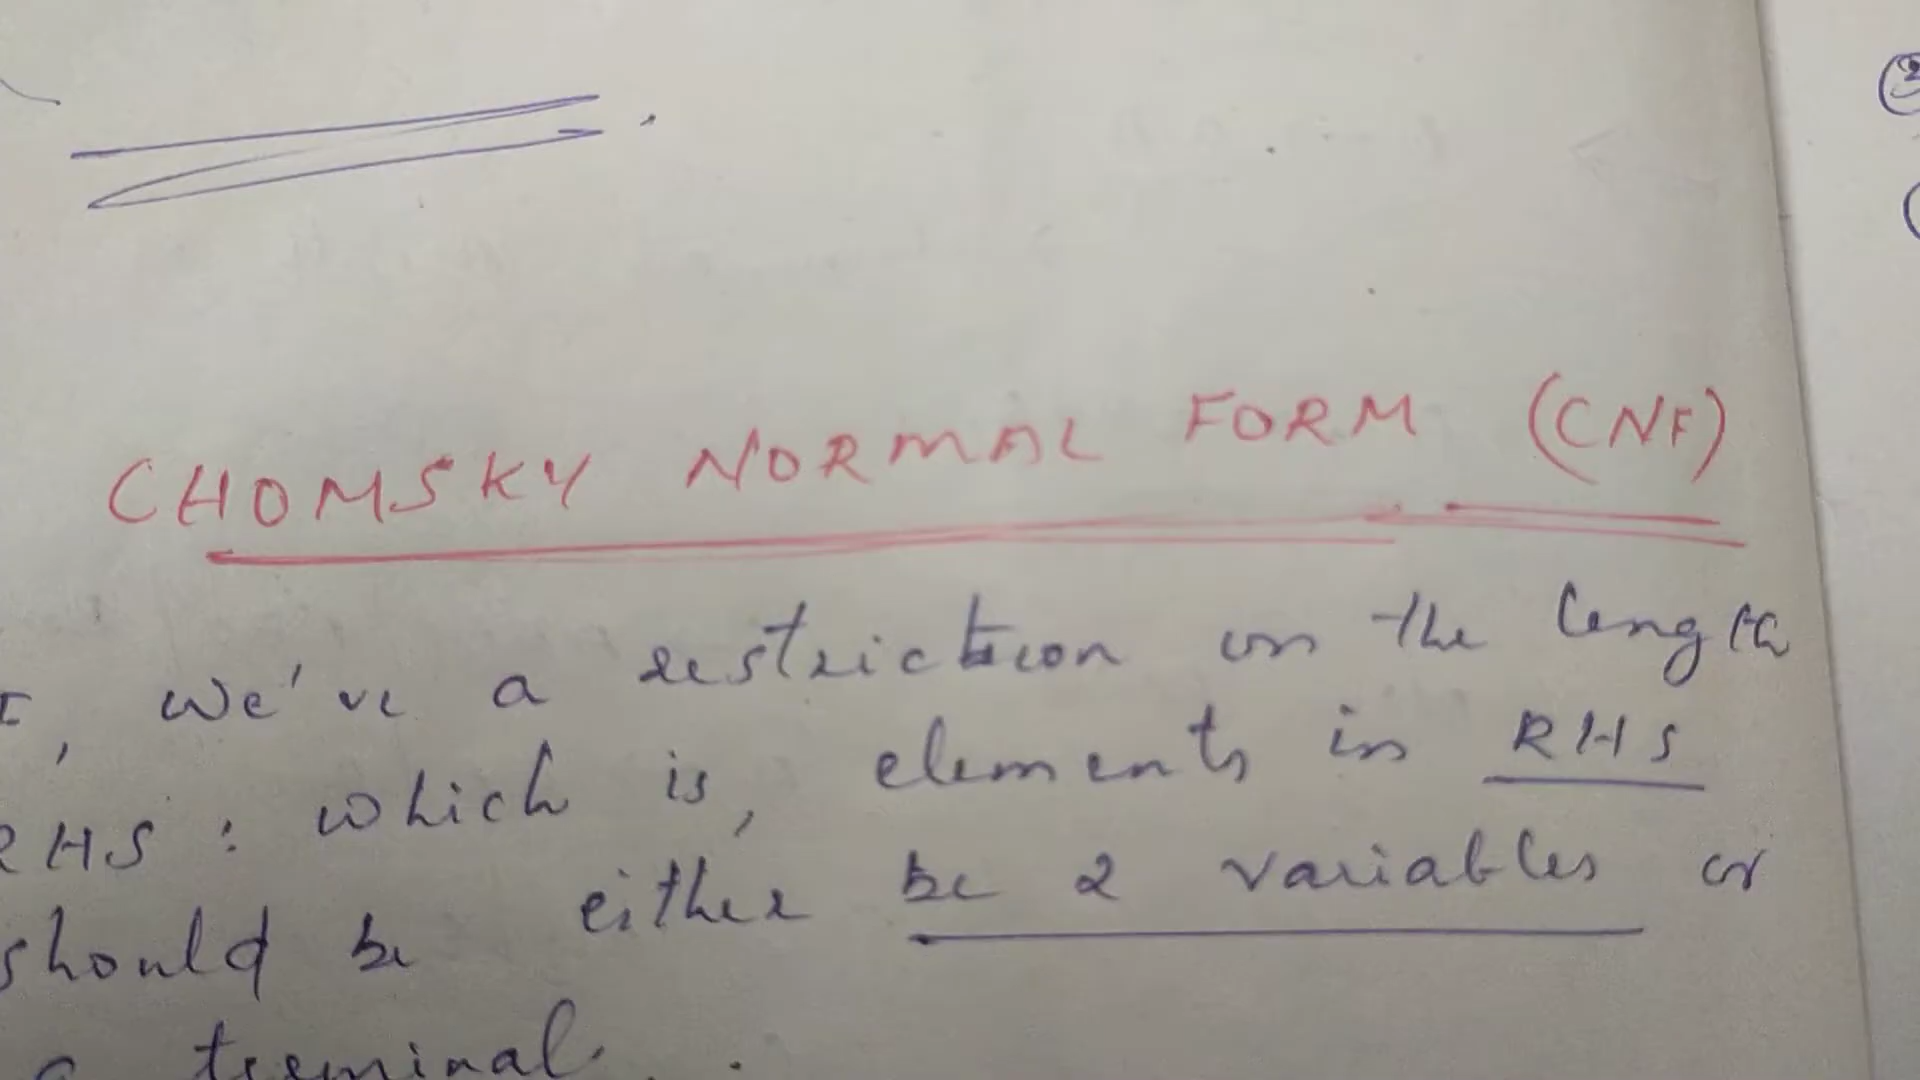 CHOMSKY NORMAL FORM (CNF)
, we've a restriction on the length
RHS : which is, elements in RHS
should be either be 2 variables or
a terminal.